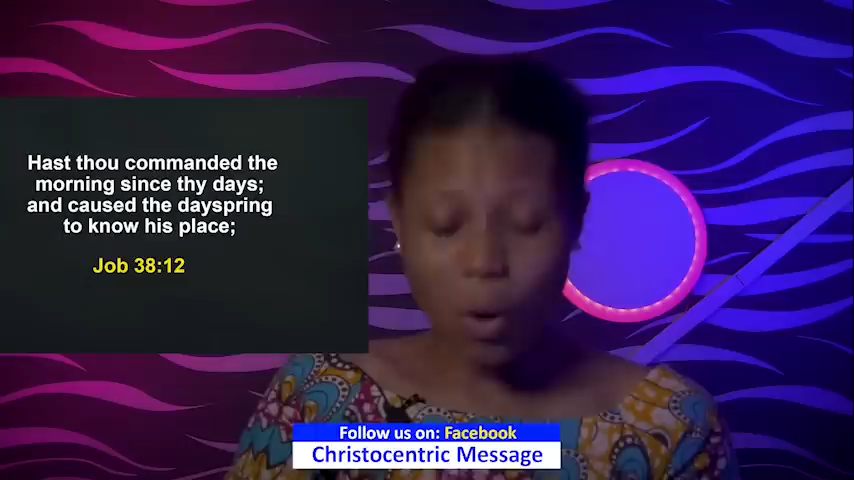 Hast thou commanded the
morning since thy days;
and caused the dayspring
to know his place;
Job 38:12
Follow us on: Facebook
Christocentric Message